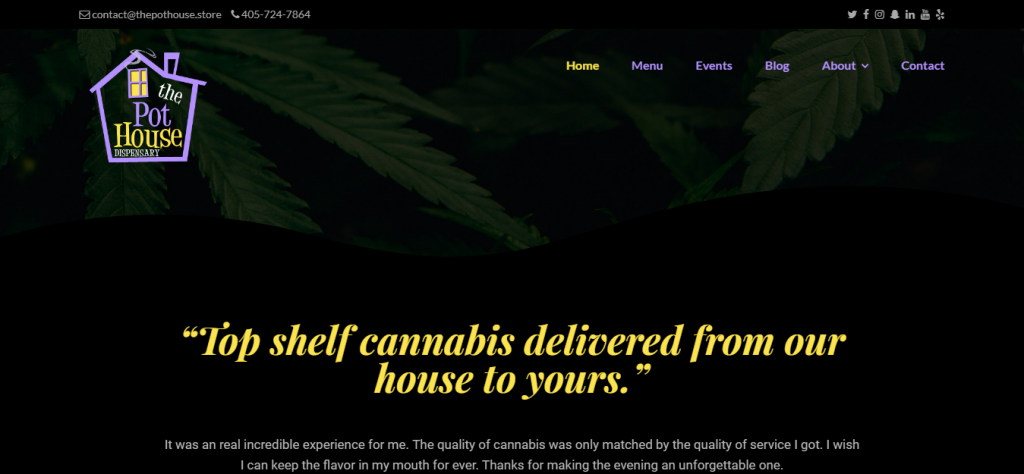 contact@thepothouse.store 405-724-7864
the
Pot
House
DISPENSARY
Home Menu Events Blog About Contact
“Top shelf cannabis delivered from our
house to yours.”
It was an real incredible experience for me. The quality of cannabis was only matched by the quality of service I got. I wish
I can keep the flavor in my mouth for ever. Thanks for making the evening an unforgettable one.